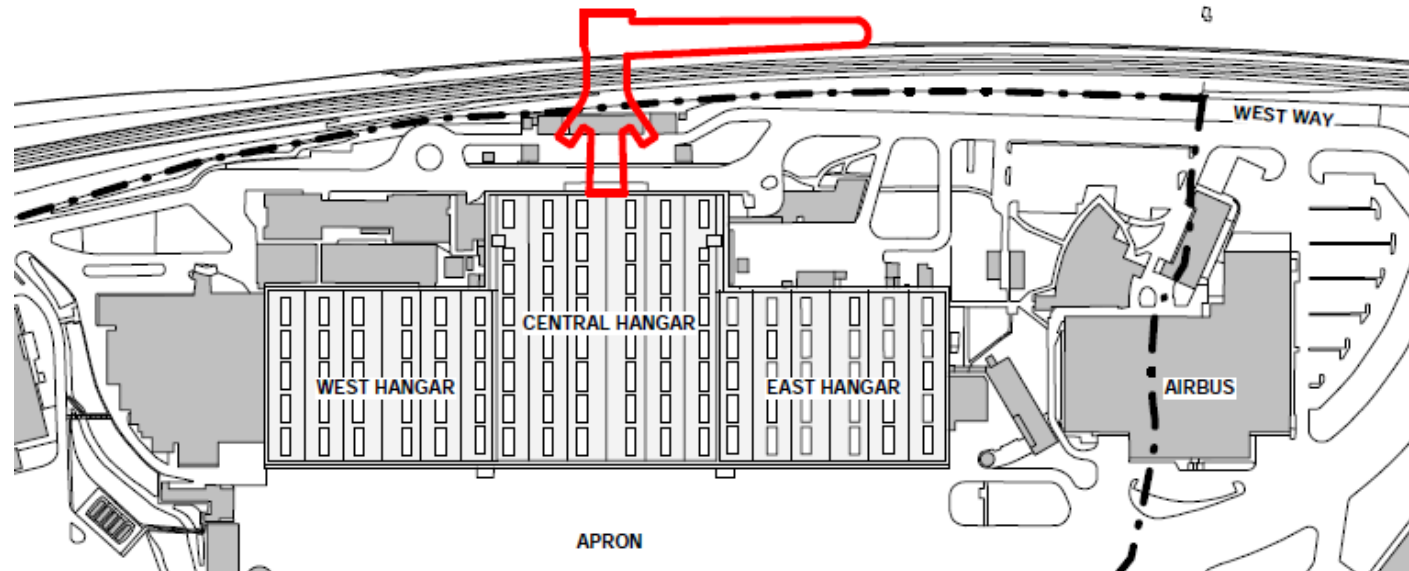 WEST WAY
CENTRAL HANGAR
WEST HANGAR
EAST HANGAR
AIRBUS
APRON